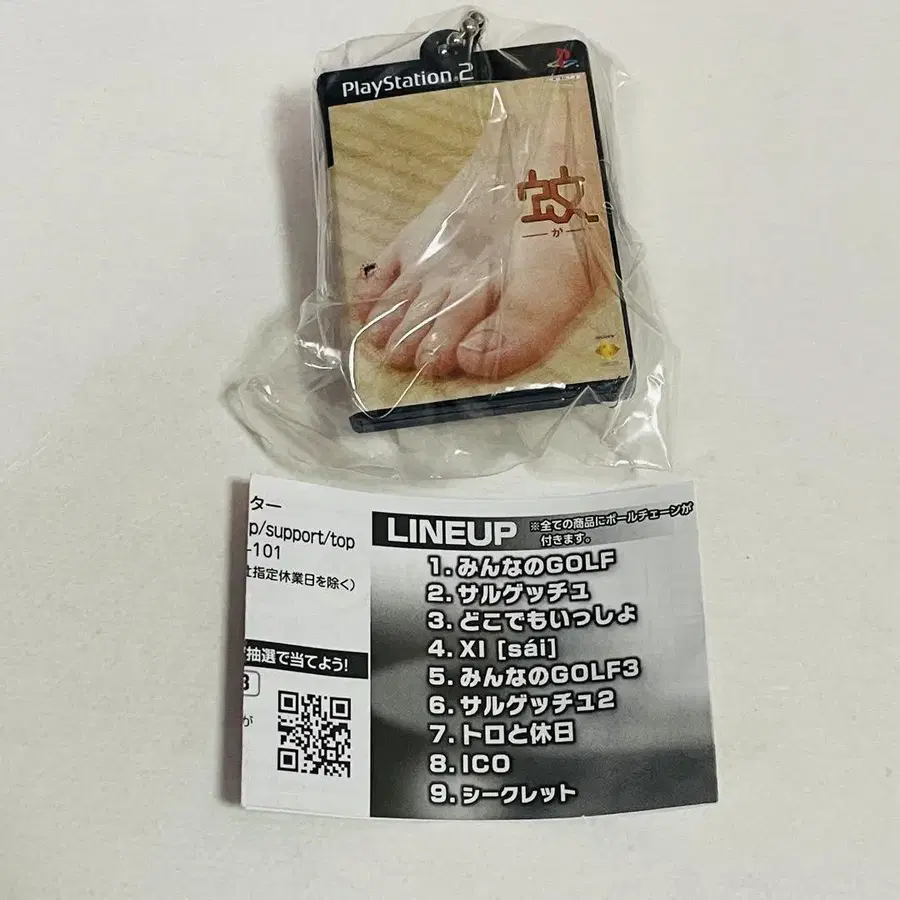 PlayStation®2
蚊
か
SONY
ター
p/support/top
-101
指定休業日を除く)
抽選で当てよう!
3
が
LINEUP ※全ての商品にボールチェーンが
付きます。
1.みんなのGOLF
2.サルゲッチュ
3.どこでもいっしょ
4.XI [sái]
5.みんなのGOLF3
6.サルゲッチュ2
7.トロと休日
8.ICO
9.シークレット